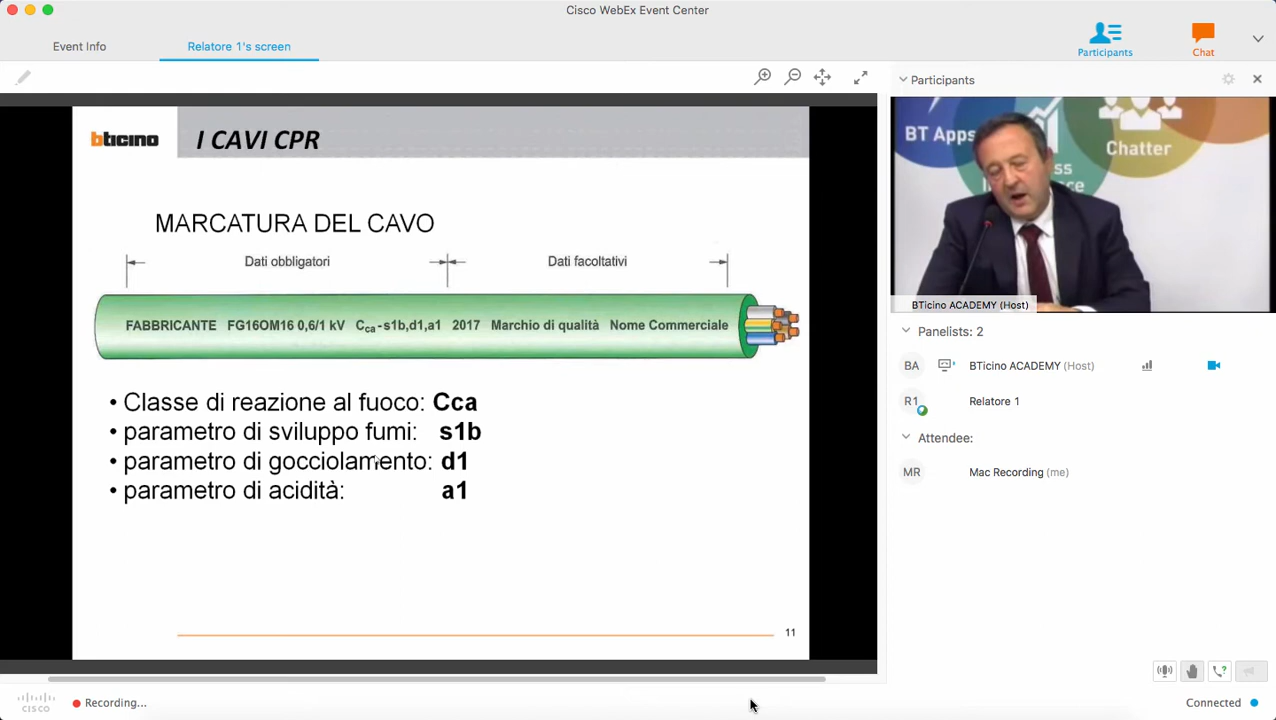 Cisco WebEx Event Center
Event Info
Relatore 1's screen
Participants
Chat
Participants
bticino
I CAVI CPR
MARCATURA DEL CAVO
Dati obbligatori
Dati facoltativi
FABBRICANTE FG16OM16 0,6/1 kV Cca - s1b,d1,a1 2017 Marchio di qualità Nome Commerciale
• Classe di reazione al fuoco: Cca
• parametro di sviluppo fumi: s1b
• parametro di gocciolamento: d1
• parametro di acidità: a1
11
BT Apps
Chatter
BTicino ACADEMY (Host)
Panelists: 2
BA BTicino ACADEMY (Host)
R1 Relatore 1
Attendee:
MR Mac Recording (me)
CISCO
Recording...
Connected